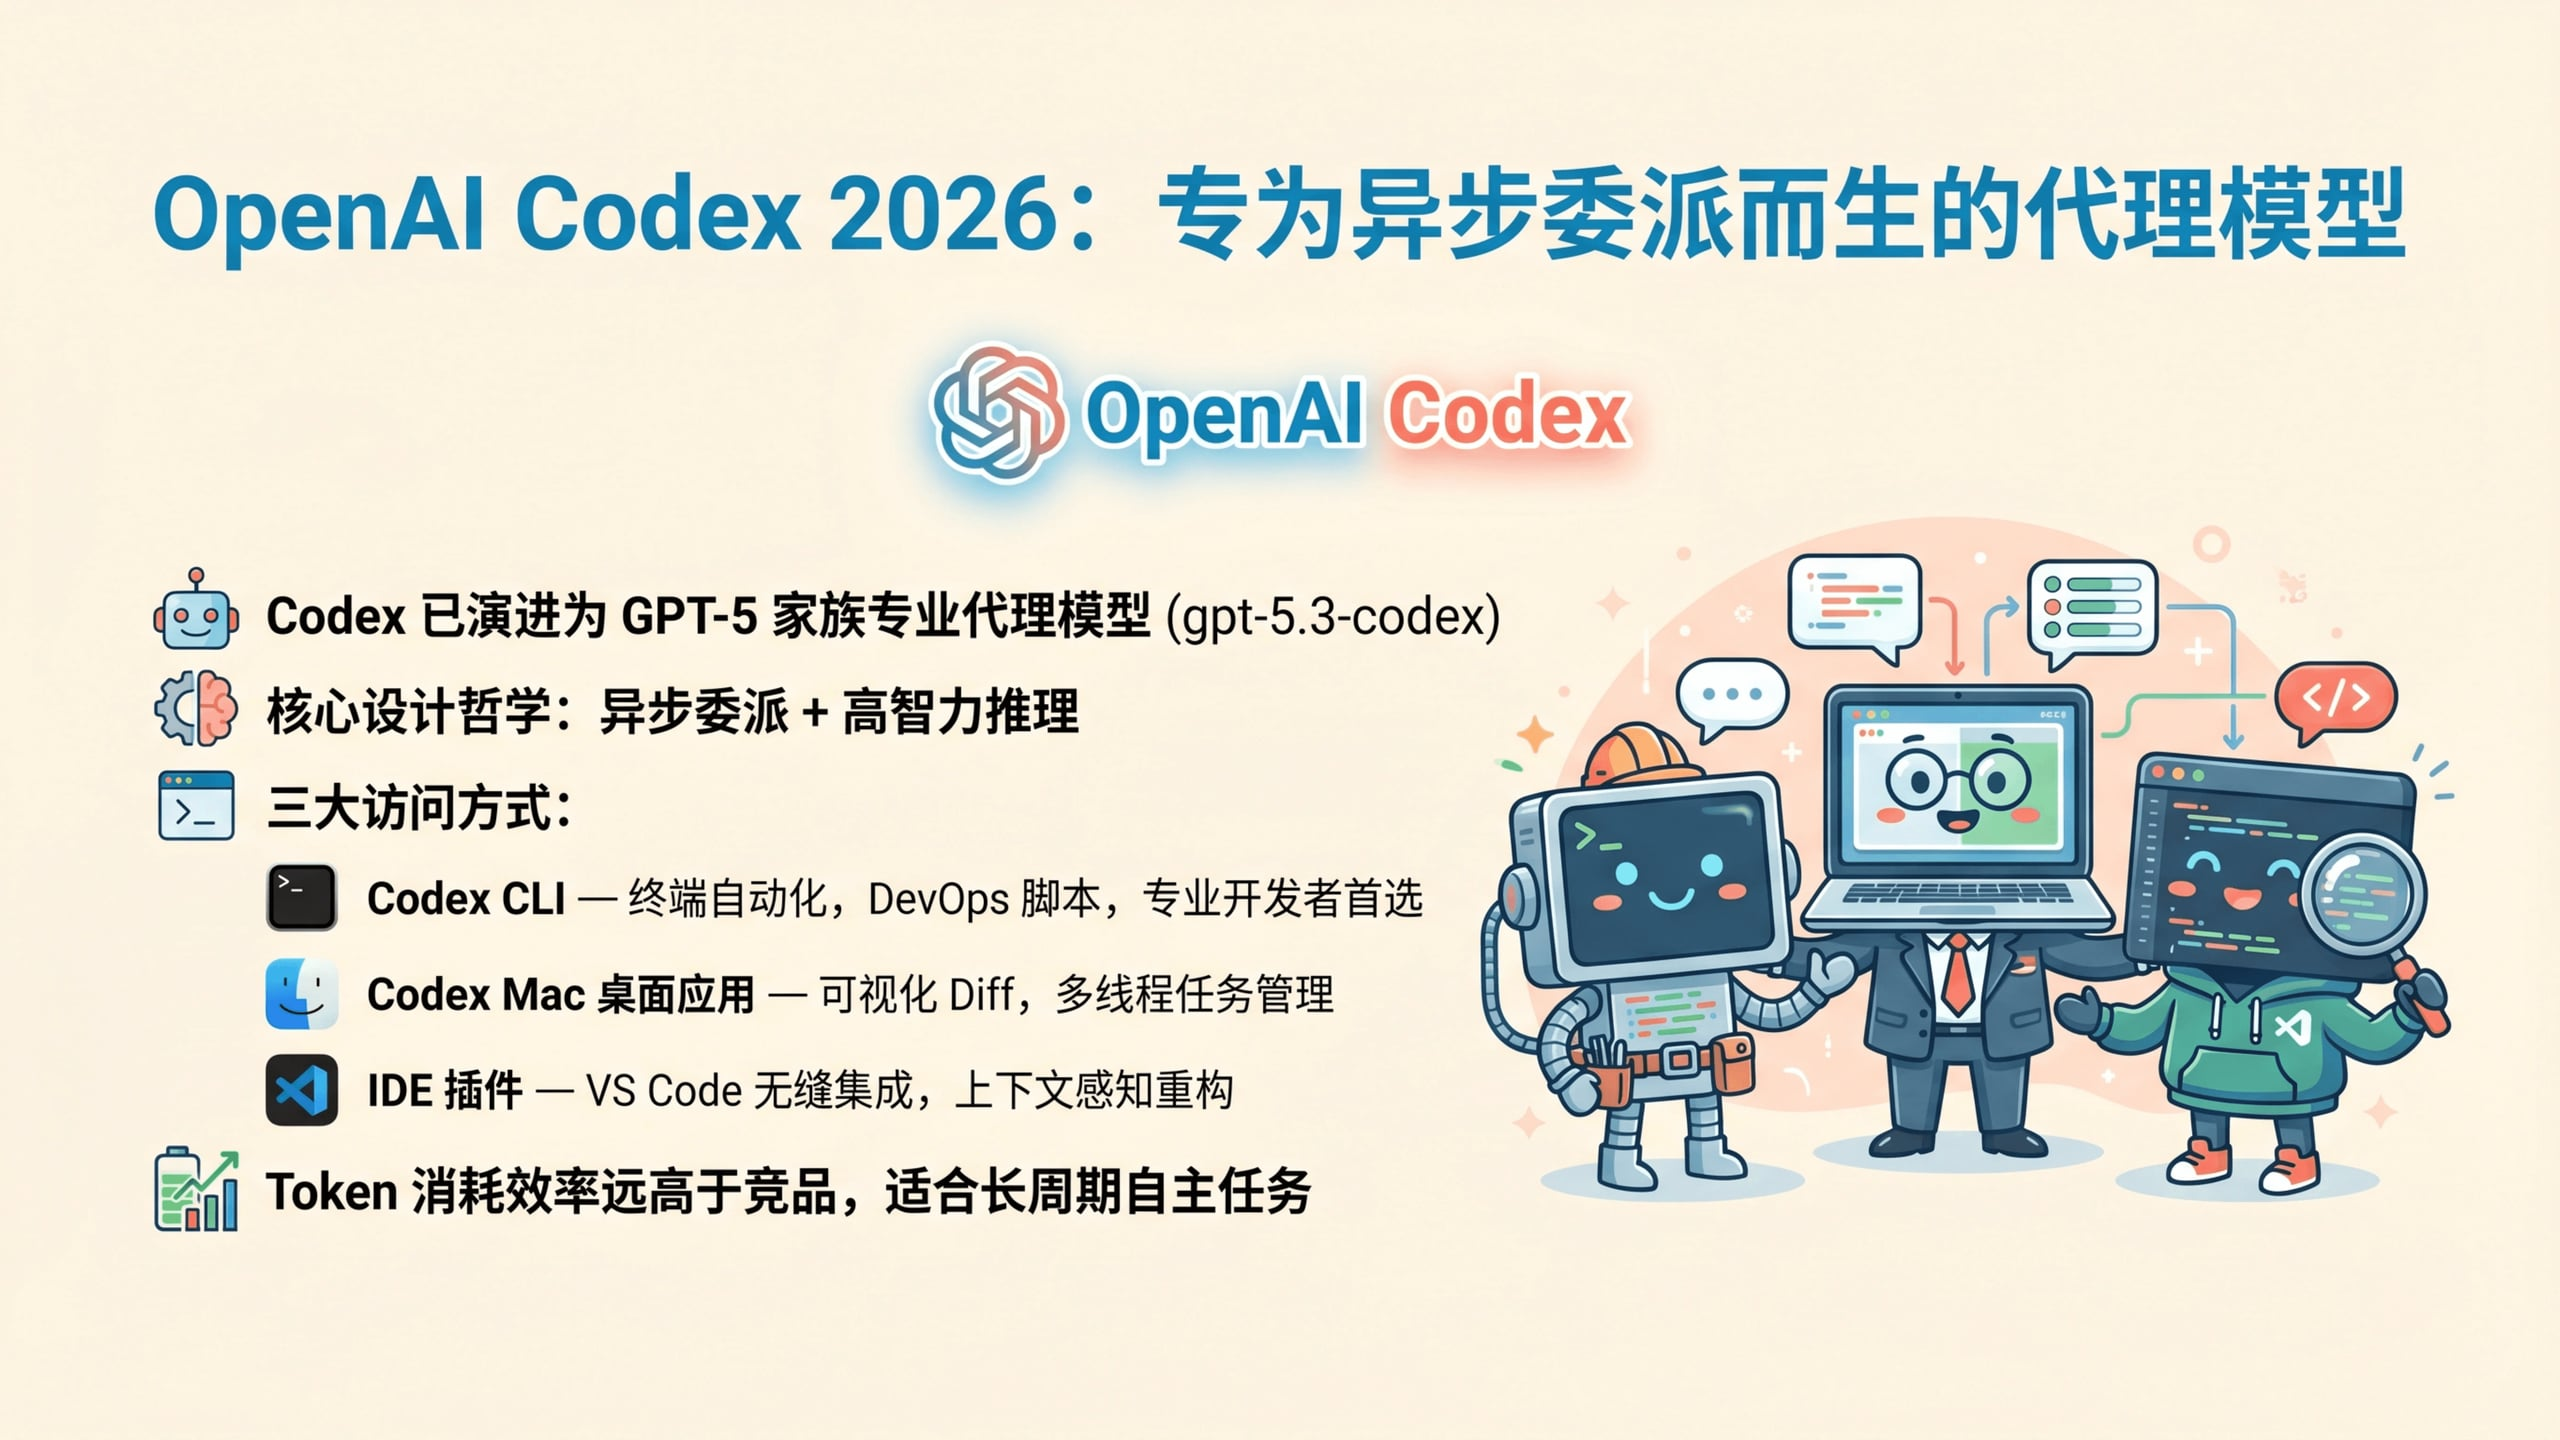 OpenAI Codex 2026：专为异步委派而生的代理模型
OpenAI Codex
Codex 已演进为 GPT-5 家族专业代理模型 (gpt-5.3-codex)
核心设计哲学：异步委派 + 高智力推理
三大访问方式：
Codex CLI — 终端自动化，DevOps 脚本，专业开发者首选
Codex Mac 桌面应用 — 可视化 Diff，多线程任务管理
IDE 插件 — VS Code 无缝集成，上下文感知重构
Token 消耗效率远高于竞品，适合长周期自主任务